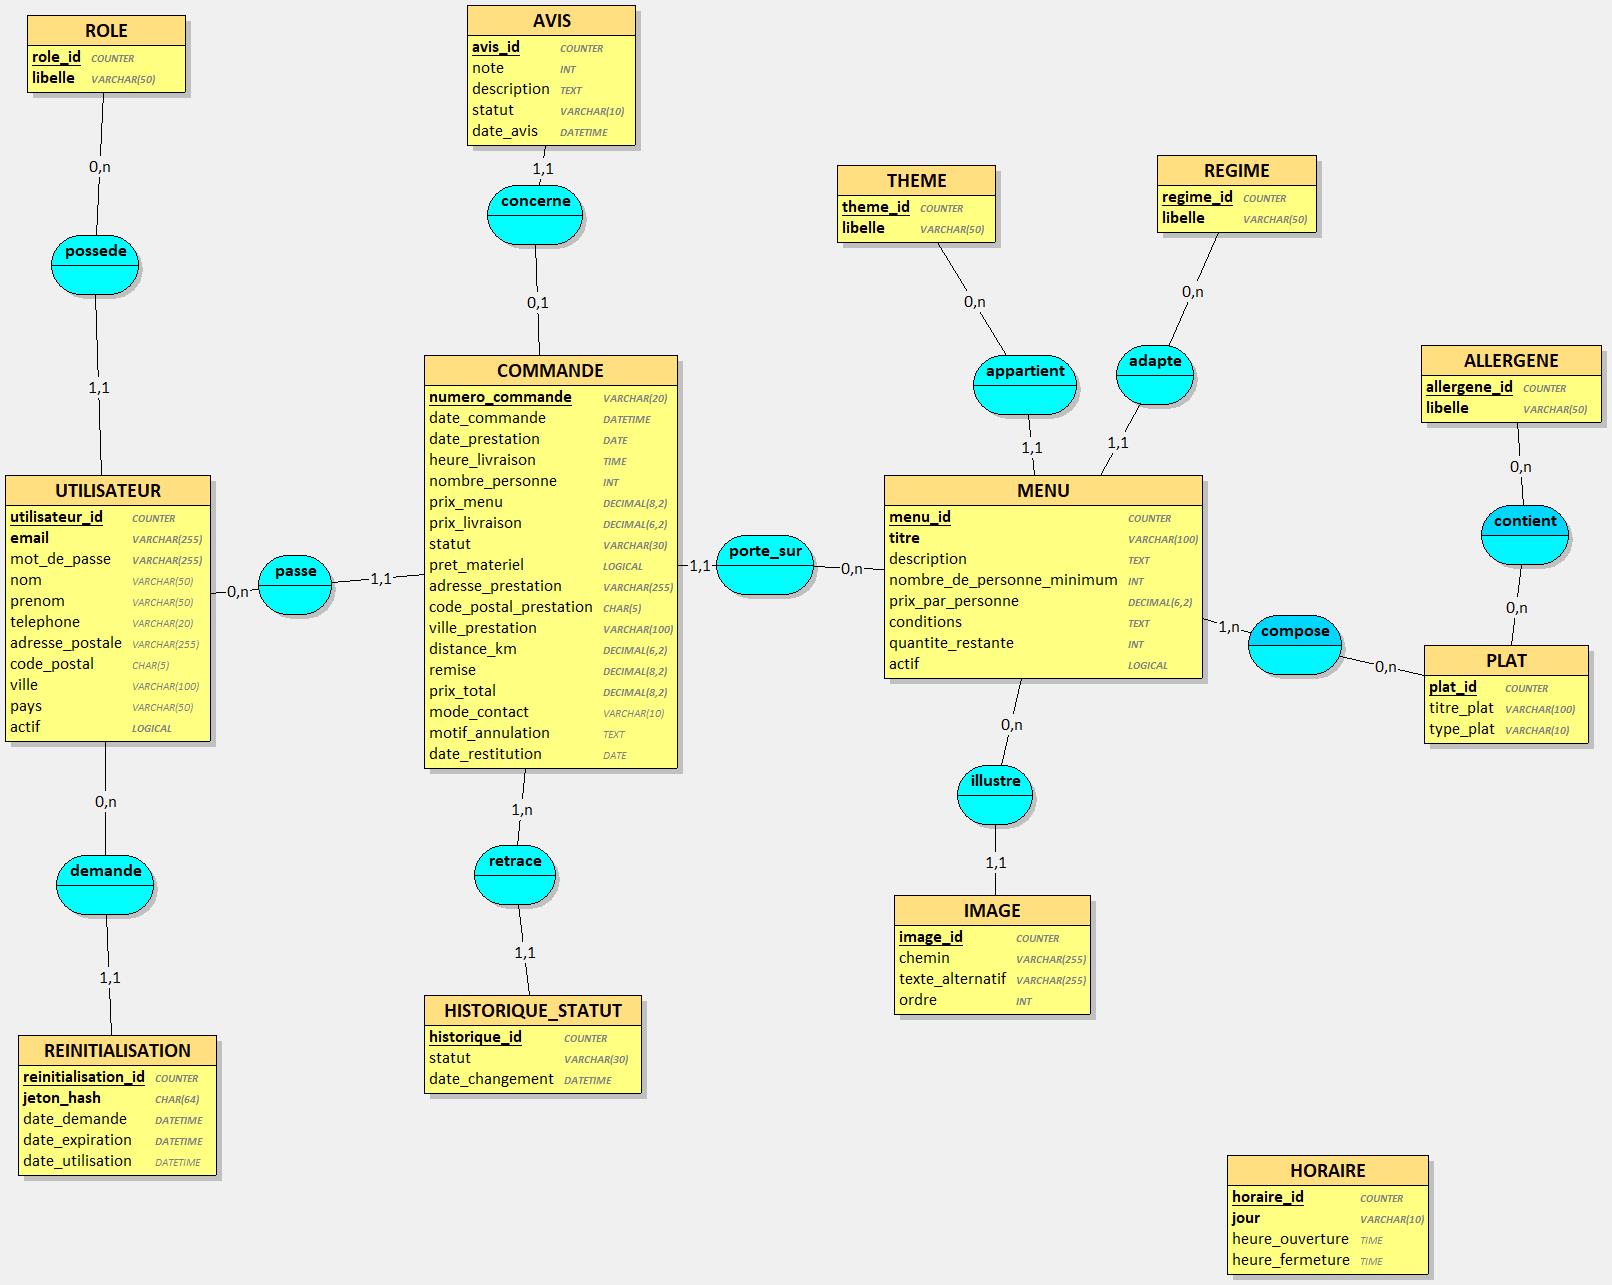 ROLE
role_id COUNTER
libelle VARCHAR(50)
0,n
possede
1,1
AVIS
avis_id COUNTER
note INT
description TEXT
statut VARCHAR(10)
date_avis DATETIME
1,1
concerne
0,1
THEME
theme_id COUNTER
libelle VARCHAR(50)
0,n
appartient
1,1
REGIME
regime_id COUNTER
libelle VARCHAR(50)
0,n
adapte
1,1
ALLERGENE
allergene_id COUNTER
libelle VARCHAR(50)
0,n
contient
0,n
UTILISATEUR
utilisateur_id COUNTER
email VARCHAR(255)
mot_de_passe VARCHAR(255)
nom VARCHAR(50)
prenom VARCHAR(50)
telephone VARCHAR(20)
adresse_postale VARCHAR(255)
code_postal CHAR(5)
ville VARCHAR(100)
pays VARCHAR(50)
actif LOGICAL
0,n
passe
1,1
COMMANDE
numero_commande VARCHAR(20)
date_commande DATETIME
date_prestation DATE
heure_livraison TIME
nombre_personne INT
prix_menu DECIMAL(8,2)
prix_livraison DECIMAL(6,2)
statut VARCHAR(30)
pret_materiel LOGICAL
adresse_prestation VARCHAR(255)
code_postal_prestation CHAR(5)
ville_prestation VARCHAR(100)
distance_km DECIMAL(6,2)
remise DECIMAL(8,2)
prix_total DECIMAL(8,2)
mode_contact VARCHAR(10)
motif_annulation TEXT
date_restitution DATE
1,1
porte_sur
0,n
MENU
menu_id COUNTER
titre VARCHAR(100)
description TEXT
nombre_de_personne_minimum INT
prix_par_personne DECIMAL(6,2)
conditions TEXT
quantite_restante INT
actif LOGICAL
1,n
compose
0,n
PLAT
plat_id COUNTER
titre_plat VARCHAR(100)
type_plat VARCHAR(10)
0,n
demande
1,1
REINITIALISATION
reinitialisation_id COUNTER
jeton_hash CHAR(64)
date_demande DATETIME
date_expiration DATETIME
date_utilisation DATETIME
1,n
retrace
1,1
HISTORIQUE_STATUT
historique_id COUNTER
statut VARCHAR(30)
date_changement DATETIME
0,n
illustre
1,1
IMAGE
image_id COUNTER
chemin VARCHAR(255)
texte_alternatif VARCHAR(255)
ordre INT
HORAIRE
horaire_id COUNTER
jour VARCHAR(10)
heure_ouverture TIME
heure_fermeture TIME